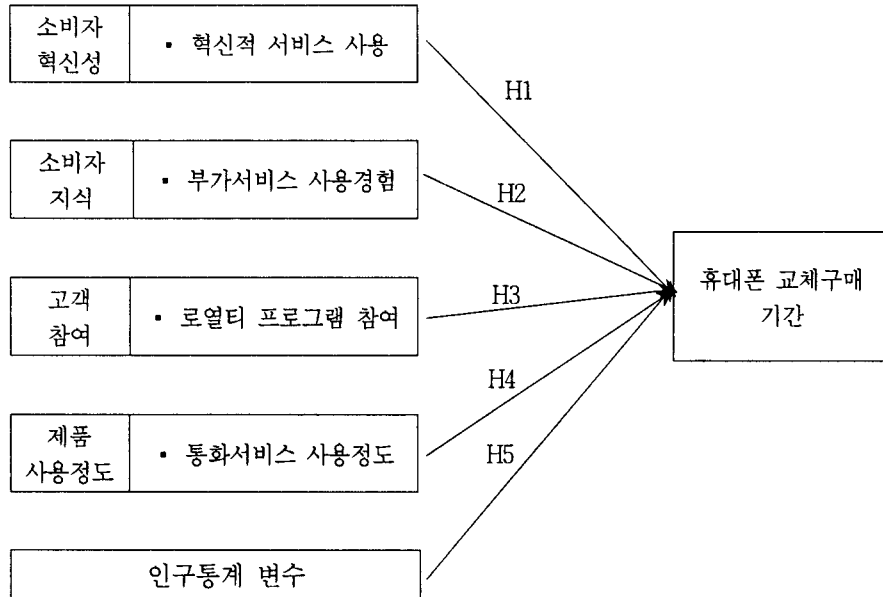 소비자
혁신성
▪ 혁신적 서비스 사용
H1
소비자
지식
▪ 부가서비스 사용경험
H2
고객
참여
▪ 로열티 프로그램 참여
H3
휴대폰 교체구매
기간
제품
사용정도
▪ 통화서비스 사용정도
H4
H5
인구통계 변수